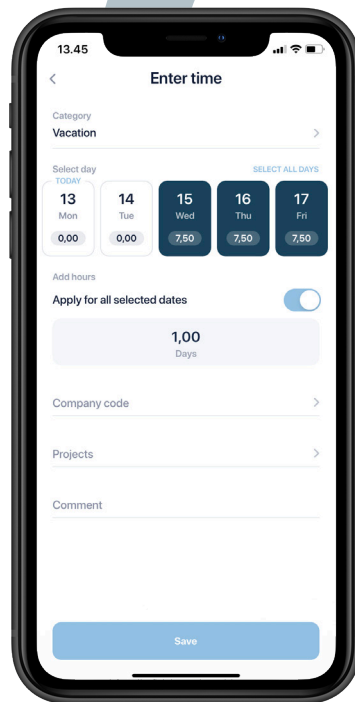 13.45
Enter time
Category
Vacation
Select day
SELECT ALL DAYS
TODAY
13 14 15 16 17
Mon Tue Wed Thu Fri
0,00 0,00 7,50 7,50 7,50
Add hours
Apply for all selected dates
1,00
Days
Company code
Projects
Comment
Save